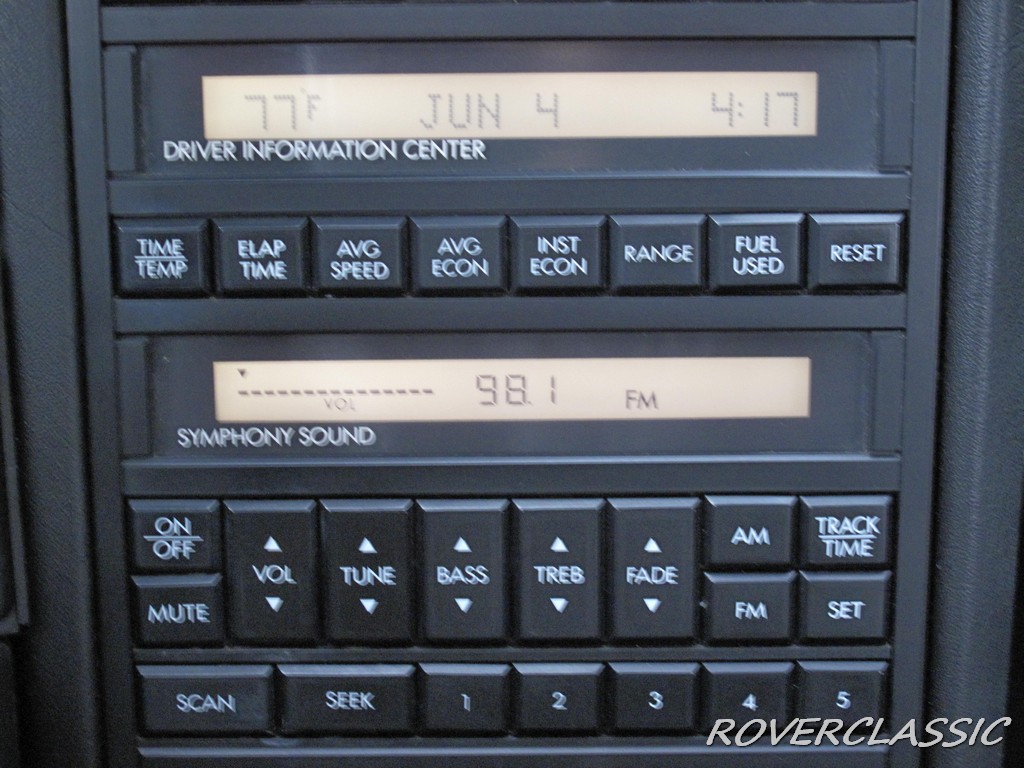 77°F JUN 4 4:17
DRIVER INFORMATION CENTER
TIME TEMP ELAP TIME AVG SPEED AVG ECON INST ECON RANGE FUEL USED RESET
VOL 98.1 FM
SYMPHONY SOUND
ON OFF VOL TUNE BASS TREB FADE AM TRACK TIME
MUTE FM SET
SCAN SEEK 1 2 3 4 5
ROVERCLASSIC